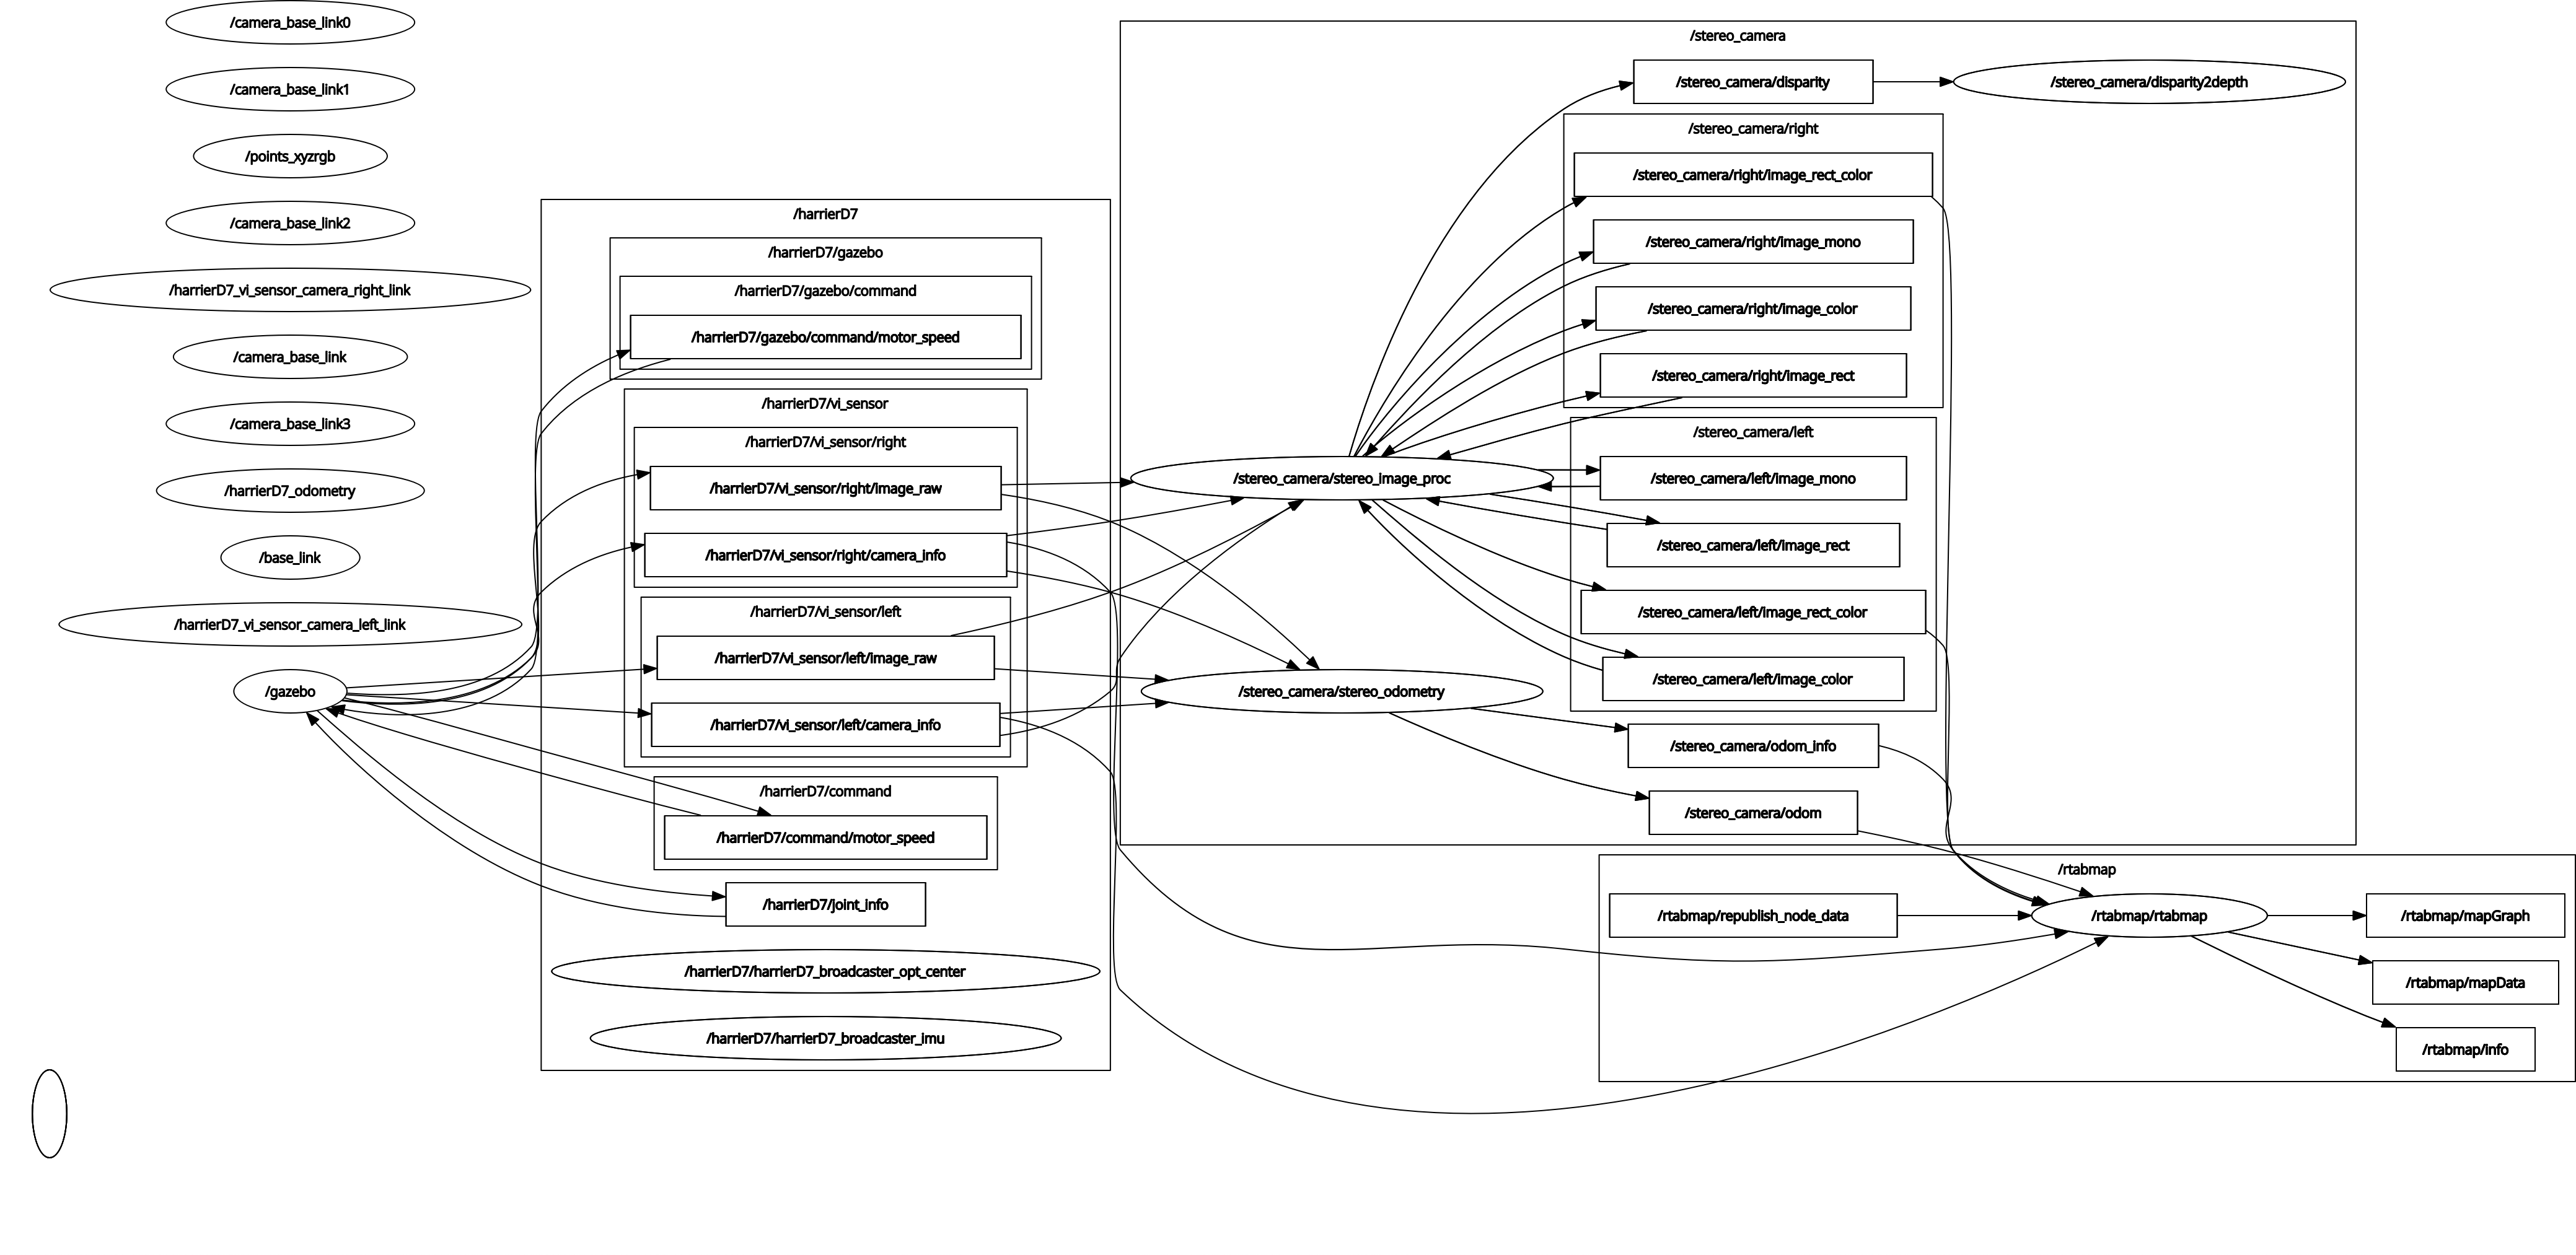 /camera_base_link0
/camera_base_link1
/points_xyzrgb
/camera_base_link2
/harrierD7_vi_sensor_camera_right_link
/camera_base_link
/camera_base_link3
/harrierD7_odometry
/base_link
/harrierD7_vi_sensor_camera_left_link
/gazebo
/harrierD7
/harrierD7/gazebo
/harrierD7/gazebo/command
/harrierD7/gazebo/command/motor_speed
/harrierD7/vi_sensor
/harrierD7/vi_sensor/right
/harrierD7/vi_sensor/right/image_raw
/harrierD7/vi_sensor/right/camera_info
/harrierD7/vi_sensor/left
/harrierD7/vi_sensor/left/image_raw
/harrierD7/vi_sensor/left/camera_info
/harrierD7/command
/harrierD7/command/motor_speed
/harrierD7/joint_info
/harrierD7/harrierD7_broadcaster_opt_center
/harrierD7/harrierD7_broadcaster_imu
/stereo_camera
/stereo_camera/disparity
/stereo_camera/disparity2depth
/stereo_camera/right
/stereo_camera/right/image_rect_color
/stereo_camera/right/image_mono
/stereo_camera/right/image_color
/stereo_camera/right/image_rect
/stereo_camera/left
/stereo_camera/stereo_image_proc
/stereo_camera/left/image_mono
/stereo_camera/left/image_rect
/stereo_camera/left/image_rect_color
/stereo_camera/left/image_color
/stereo_camera/stereo_odometry
/stereo_camera/odom_info
/stereo_camera/odom
/rtabmap
/rtabmap/republish_node_data
/rtabmap/rtabmap
/rtabmap/mapGraph
/rtabmap/mapData
/rtabmap/info